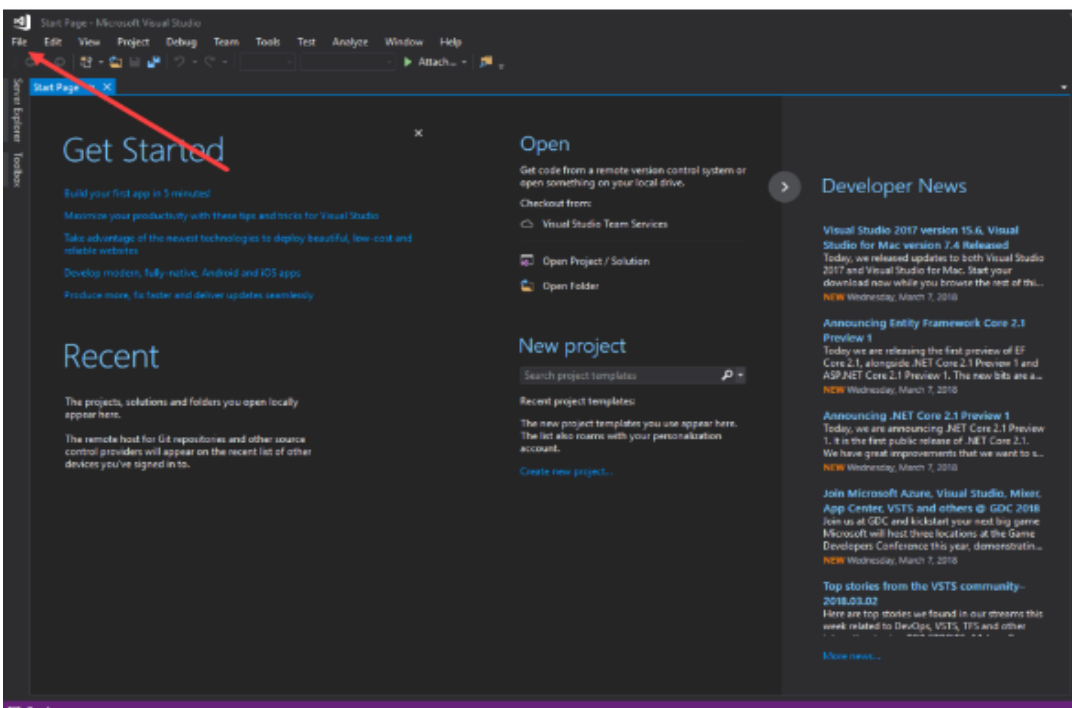 Start Page - Microsoft Visual Studio
File Edit View Project Debug Team Tools Test Analyze Window Help
Attach...
Start Page
Server Explorer
Toolbox
Get Started
Build your first app in 5 minutes!
Maximize your productivity with these tips and tricks for Visual Studio
Take advantage of the newest technologies to deploy beautiful, low-cost and
reliable websites
Develop modern, fully-native, Android and iOS apps
Produce more, fix faster and deliver updates seamlessly
Recent
The projects, solutions and folders you open locally
appear here.
The remote host for Git repositories and other source
control providers will appear on the recent list of other
devices you've signed in to.
Open
Get code from a remote version control system or
open something on your local drive.
Checkout from:
Visual Studio Team Services
Open Project / Solution
Open Folder
New project
Search project templates
Recent project templates:
The new project templates you use appear here.
The list also roams with your personalization
account.
Create new project...
Developer News
Visual Studio 2017 version 15.6, Visual
Studio for Mac version 7.4 Released
Today, we released updates to both Visual Studio
2017 and Visual Studio for Mac. Start your
download now while you browse the rest of thi...
NEW Wednesday, March 7, 2018
Announcing Entity Framework Core 2.1
Preview 1
Today we are releasing the first preview of EF
Core 2.1, alongside .NET Core 2.1 Preview 1 and
ASP.NET Core 2.1 Preview 1. The new bits are a...
NEW Wednesday, March 7, 2018
Announcing .NET Core 2.1 Preview 1
Today, we are announcing .NET Core 2.1 Preview
1. It is the first public release of .NET Core 2.1.
We have great improvements that we want to s...
NEW Wednesday, March 7, 2018
Join Microsoft Azure, Visual Studio, Mixer,
App Center, VSTS and others @ GDC 2018
Join us at GDC and kickstart your next big game
Microsoft will host three locations at the Game
Developers Conference this year, demonstratin...
NEW Wednesday, March 7, 2018
Top stories from the VSTS community–
2018.03.02
Here are top stories we found in our streams this
week related to DevOps, VSTS, TFS and other
More news...